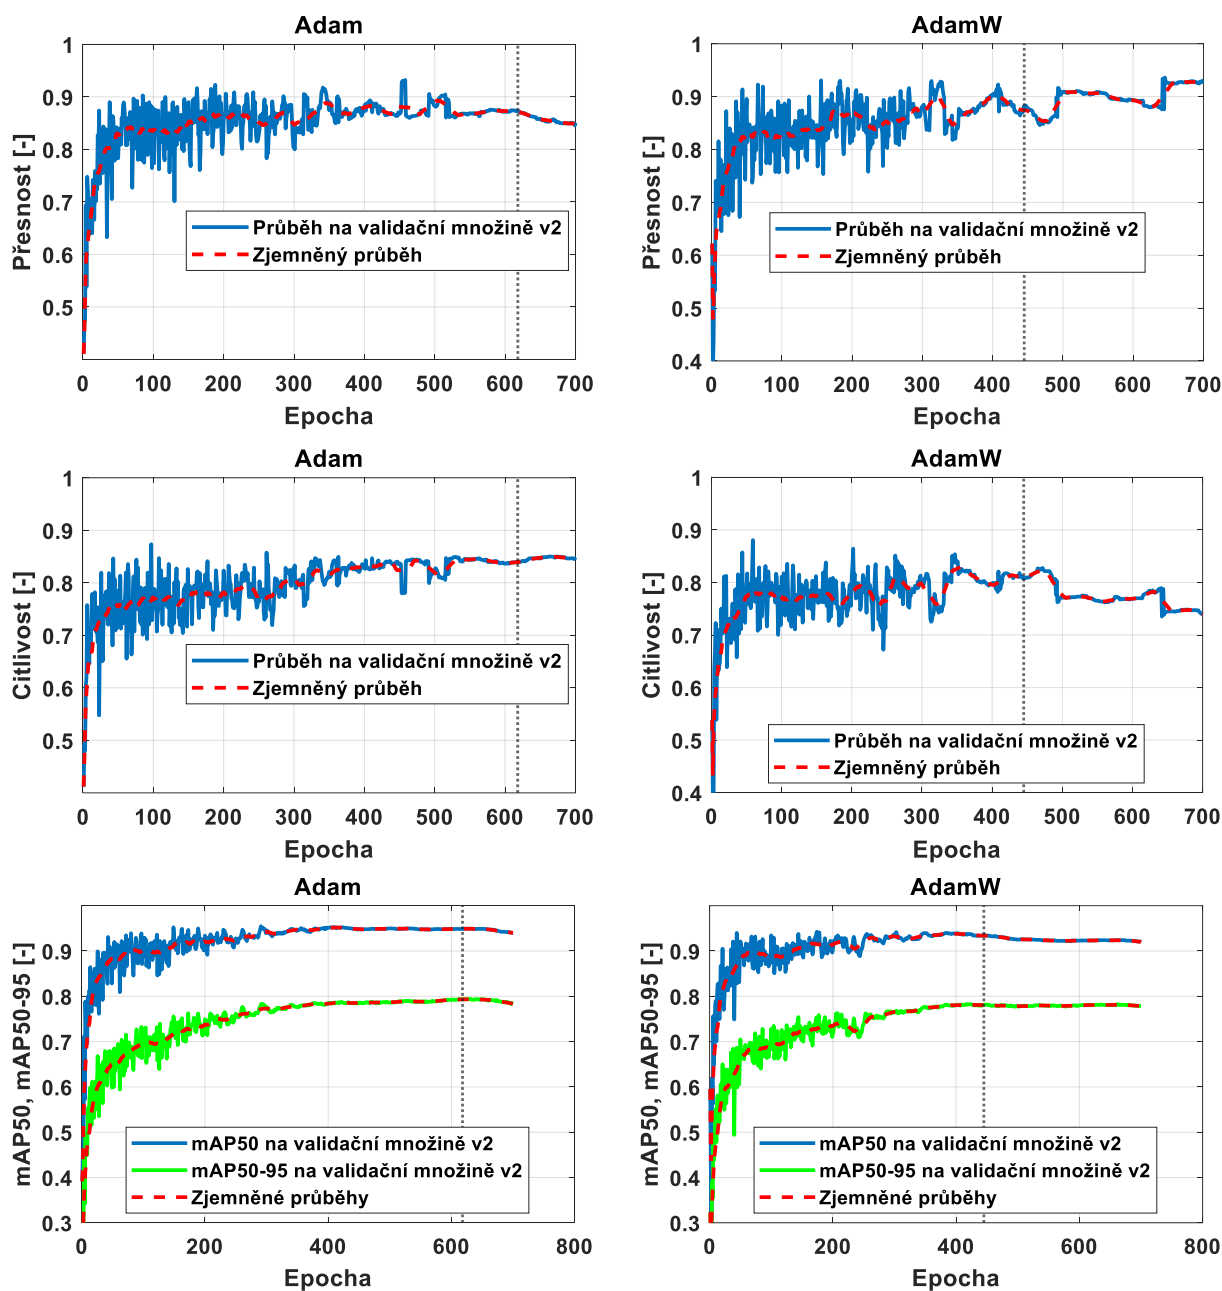 Adam
1
0.9
0.8
0.7
0.6
0.5
Přesnost [-]
Průběh na validační množině v2
Zjemněný průběh
0 100 200 300 400 500 600 700
Epocha
AdamW
1
0.9
0.8
0.7
0.6
0.5
0.4
Přesnost [-]
Průběh na validační množině v2
Zjemněný průběh
0 100 200 300 400 500 600 700
Epocha
Adam
1
0.9
0.8
0.7
0.6
0.5
Citlivost [-]
Průběh na validační množině v2
Zjemněný průběh
0 100 200 300 400 500 600 700
Epocha
AdamW
1
0.9
0.8
0.7
0.6
0.5
0.4
Citlivost [-]
Průběh na validační množině v2
Zjemněný průběh
0 100 200 300 400 500 600 700
Epocha
Adam
0.9
0.8
0.7
0.6
0.5
0.4
0.3
mAP50, mAP50-95 [-]
mAP50 na validační množině v2
mAP50-95 na validační množině v2
Zjemněné průběhy
0 200 400 600 800
Epocha
AdamW
0.9
0.8
0.7
0.6
0.5
0.4
0.3
mAP50, mAP50-95 [-]
mAP50 na validační množině v2
mAP50-95 na validační množině v2
Zjemněné průběhy
0 200 400 600 800
Epocha